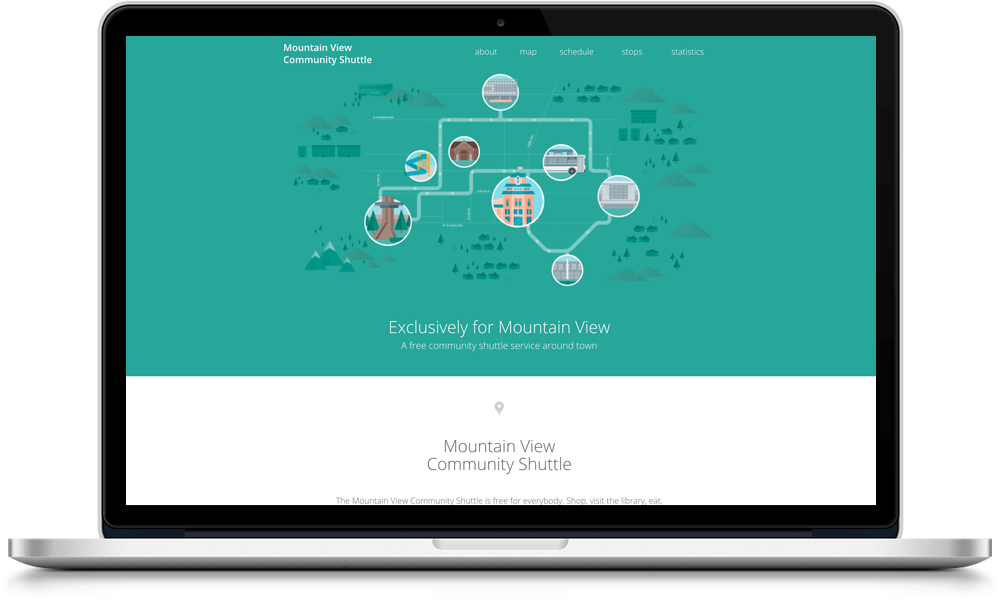 Mountain View
Community Shuttle
about
map
schedule
stops
statistics
Exclusively for Mountain View
A free community shuttle service around town
Mountain View
Community Shuttle
The Mountain View Community Shuttle is free for everybody. Shop, visit the library, eat,